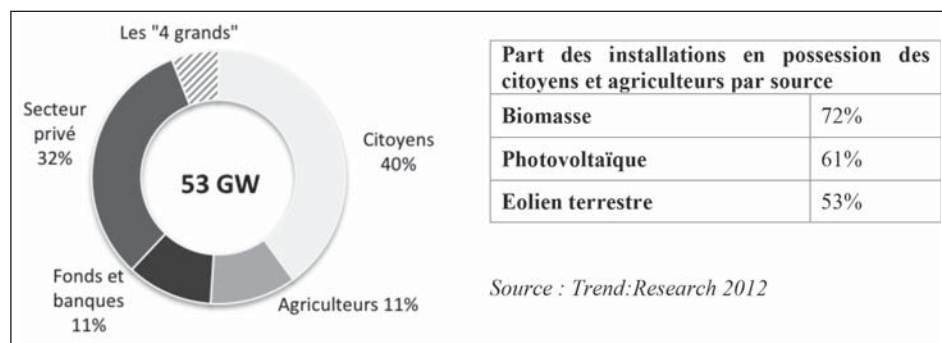 Les "4 grands"
Secteur
privé
32%
Citoyens
40%
53 GW
Fonds et
banques
11%
Agriculteurs 11%
Part des installations en possession des
citoyens et agriculteurs par source
Biomasse 72%
Photovoltaïque 61%
Eolien terrestre 53%
Source : Trend:Research 2012